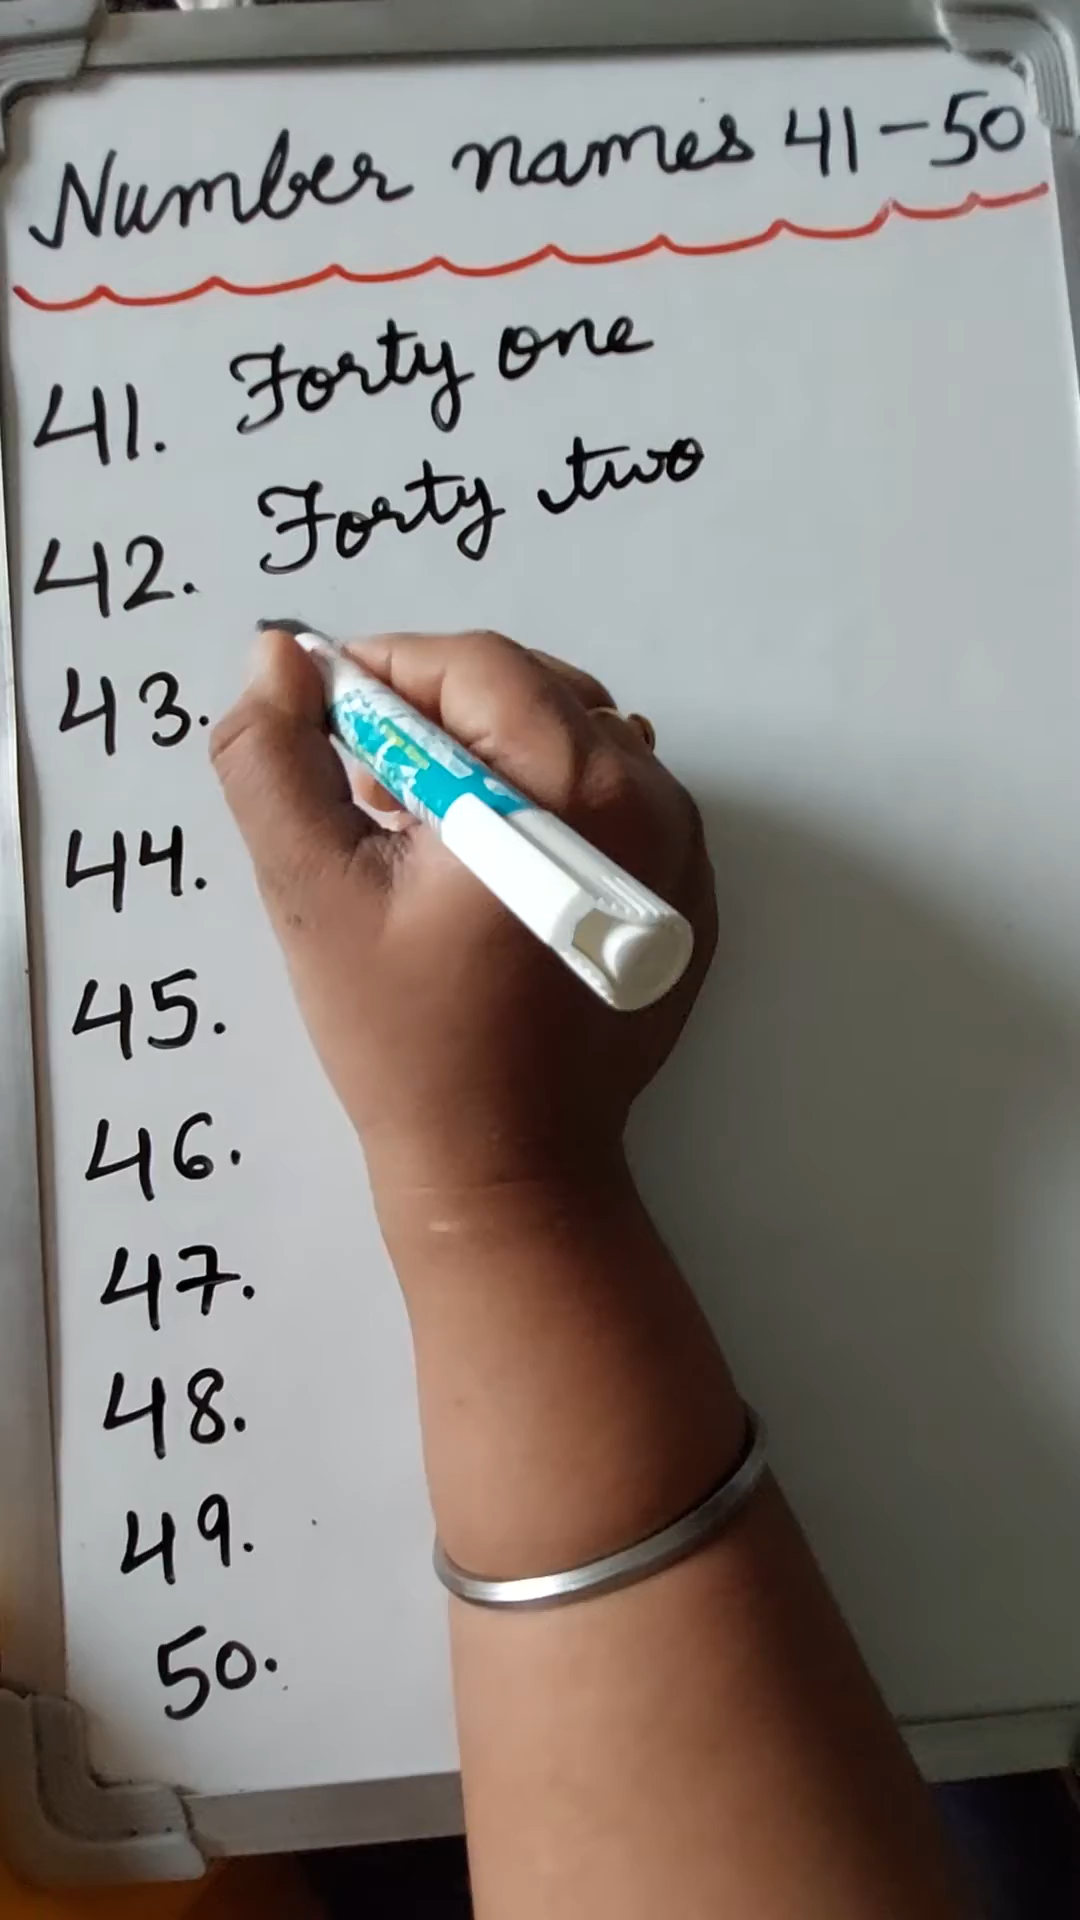 Number names 41-50
41. Forty one
42. Forty two
43.
44.
45.
46.
47.
48.
49.
50.